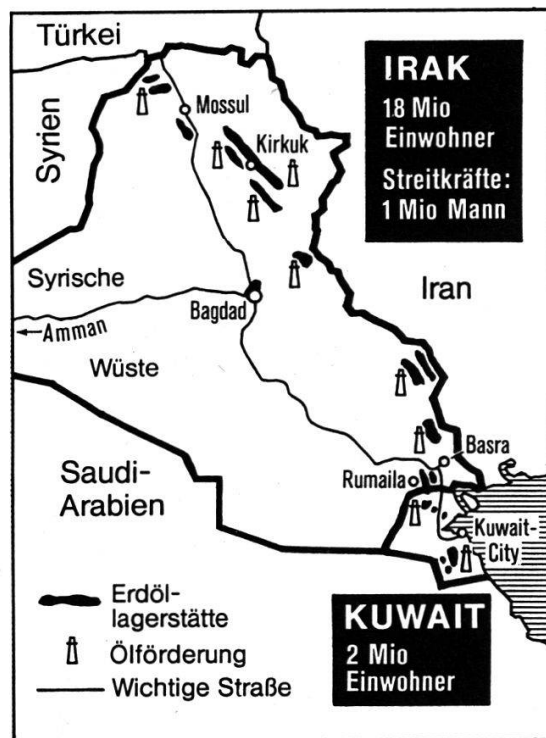 Türkei
IRAK
18 Mio
Einwohner
Streitkräfte:
1 Mio Mann
Syrien
Mossul
Kirkuk
Syrische
Bagdad
Iran
←Amman
Wüste
Basra
Saudi-
Arabien
Rumaila
Kuwait-
City
Erdöl-
lagerstätte
Ölförderung
Wichtige Straße
KUWAIT
2 Mio
Einwohner